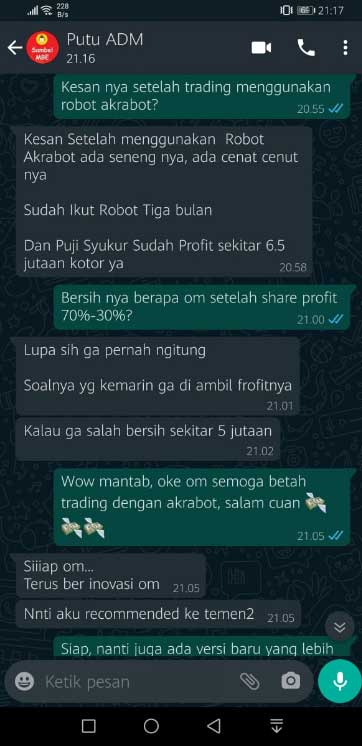 228
B/s
21:17
Sambel
MBE
Putu ADM
21.16
Kesan nya setelah trading menggunakan
robot akrabot?
20.55
Kesan Setelah menggunakan Robot
Akrabot ada seneng nya, ada cenat cenut
nya
Sudah Ikut Robot Tiga bulan
Dan Puji Syukur Sudah Profit sekitar 6.5
jutaan kotor ya
20.58
Bersih nya berapa om setelah share profit
70%-30%?
21.00
Lupa sih ga pernah ngitung
Soalnya yg kemarin ga di ambil frofitnya
21.01
Kalau ga salah bersih sekitar 5 jutaan
21.02
Wow mantab, oke om semoga betah
trading dengan akrabot, salam cuan
21.05
Siiiap om...
Terus ber inovasi om
21.05
Nnti aku recommended ke temen2
21.05
Siap, nanti juga ada versi baru yang lebih
Ketik pesan